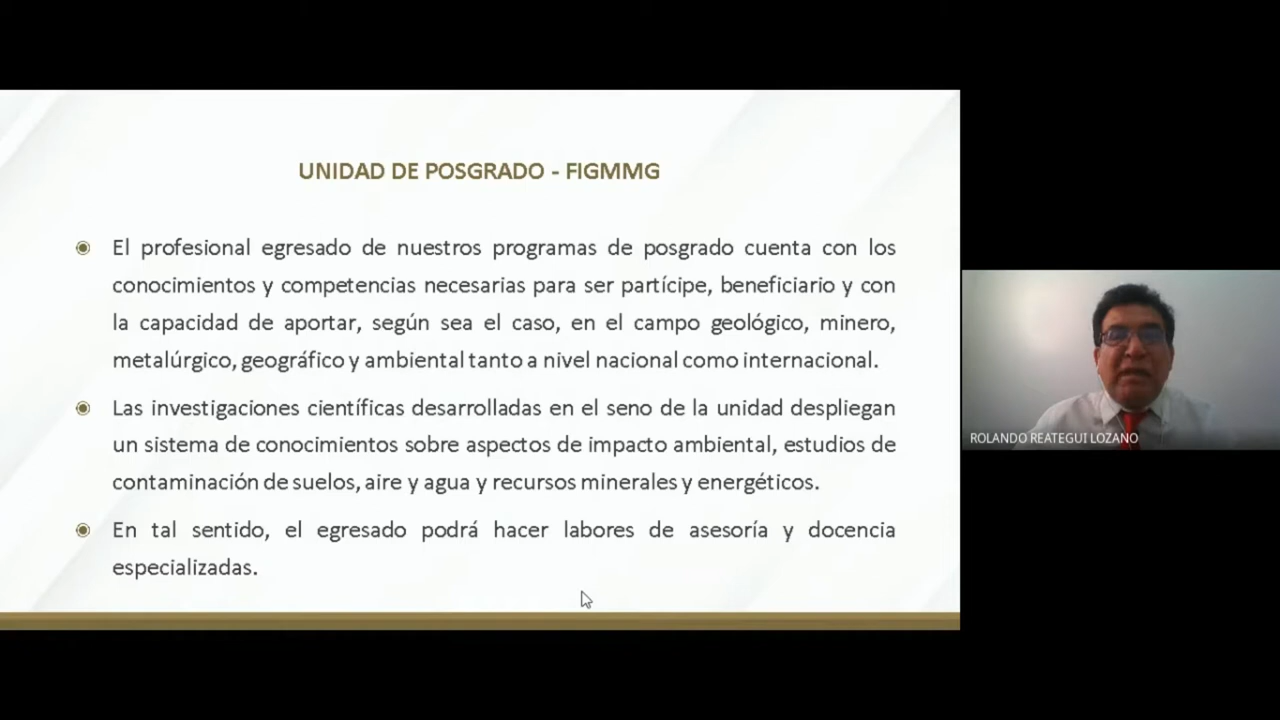 UNIDAD DE POSGRADO - FIGMMG
El profesional egresado de nuestros programas de posgrado cuenta con los
conocimientos y competencias necesarias para ser partícipe, beneficiario y con
la capacidad de aportar, según sea el caso, en el campo geológico, minero,
metalúrgico, geográfico y ambiental tanto a nivel nacional como internacional.
Las investigaciones científicas desarrolladas en el seno de la unidad despliegan
un sistema de conocimientos sobre aspectos de impacto ambiental, estudios de
contaminación de suelos, aire y agua y recursos minerales y energéticos.
En tal sentido, el egresado podrá hacer labores de asesoría y docencia
especializadas.
ROLANDO REATEGUI LOZANO